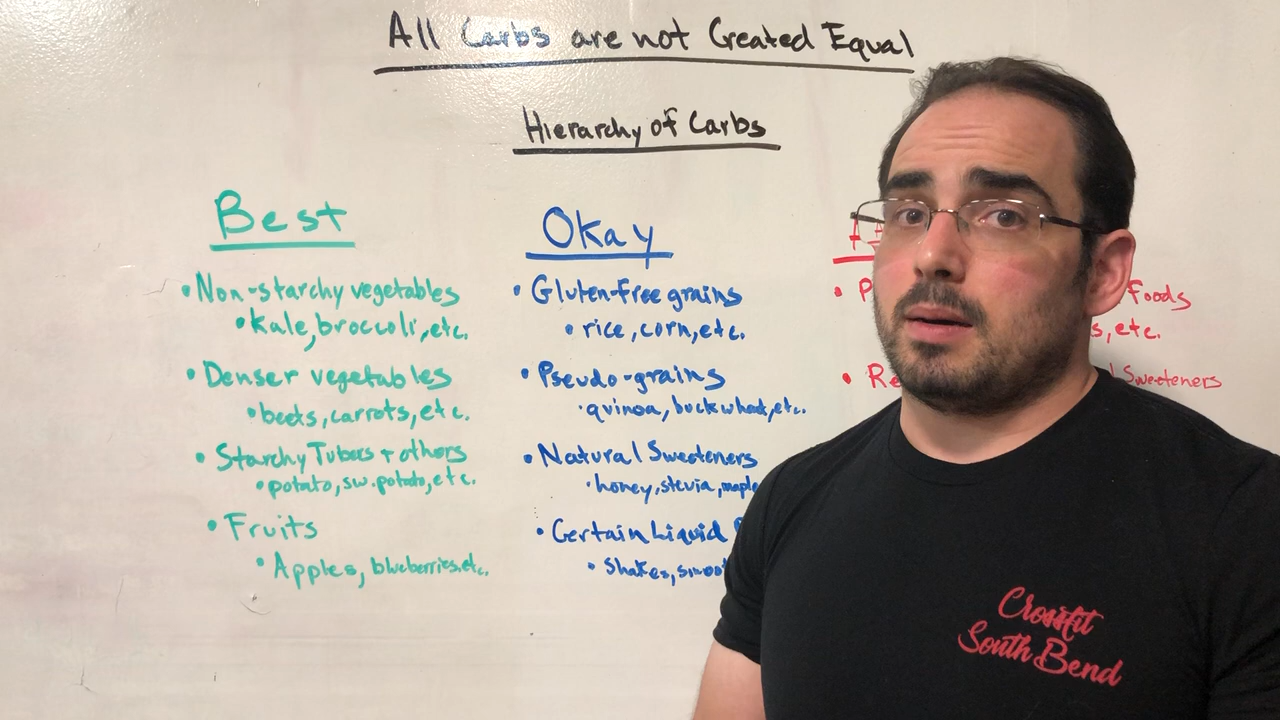 All Carbs are not Created Equal
Hierarchy of Carbs
Best
• Non-starchy vegetables
• kale, broccoli, etc.
• Denser vegetables
• beets, carrots, etc.
• Starchy Tubers + others
• potato, sw. potato, etc.
• Fruits
• Apples, blueberries, etc.
Okay
• Gluten-free grains
• rice, corn, etc.
• Pseudo-grains
• quinoa, buckwheat, etc.
• Natural Sweeteners
• honey, stevia, maple
• Certain Liquid
• Shakes,
Foods
etc.
Sweeteners
Crossfit
South Bend